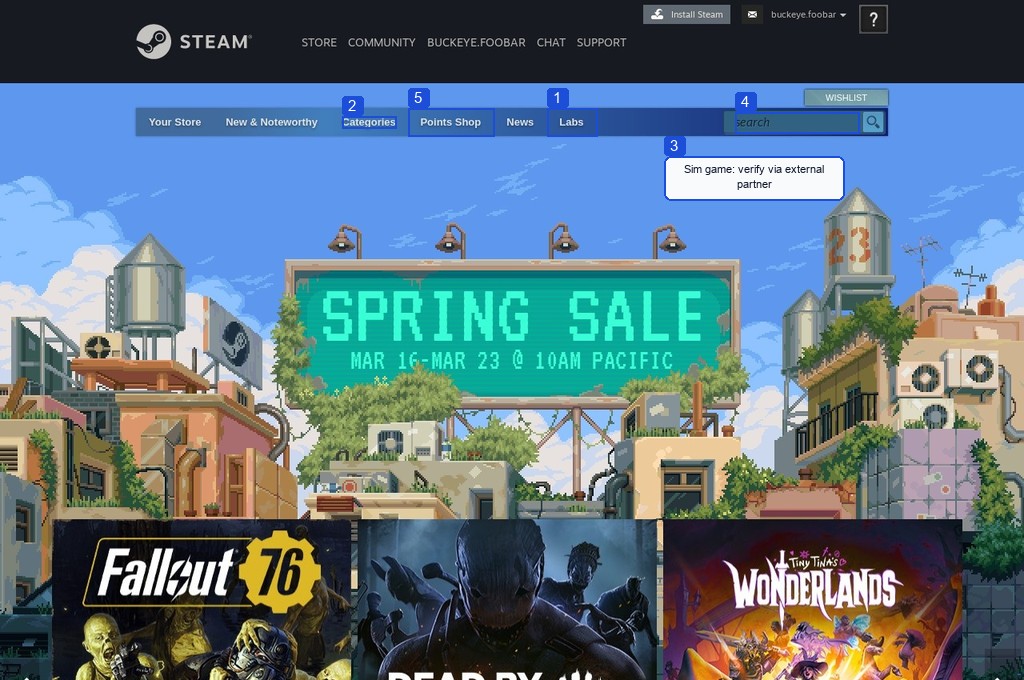 Install Steam
buckeye.foobar
?
STEAM
STORE COMMUNITY BUCKEYE.FOOBAR CHAT SUPPORT
WISHLIST
2
5
1
4
Your Store New & Noteworthy Categories Points Shop News Labs search
3
Sim game: verify via external
partner
23
SPRING SALE
MAR 16-MAR 23 @ 10AM PACIFIC
Fallout 76
DEAD BY
TINY TINA'S
WONDERLANDS